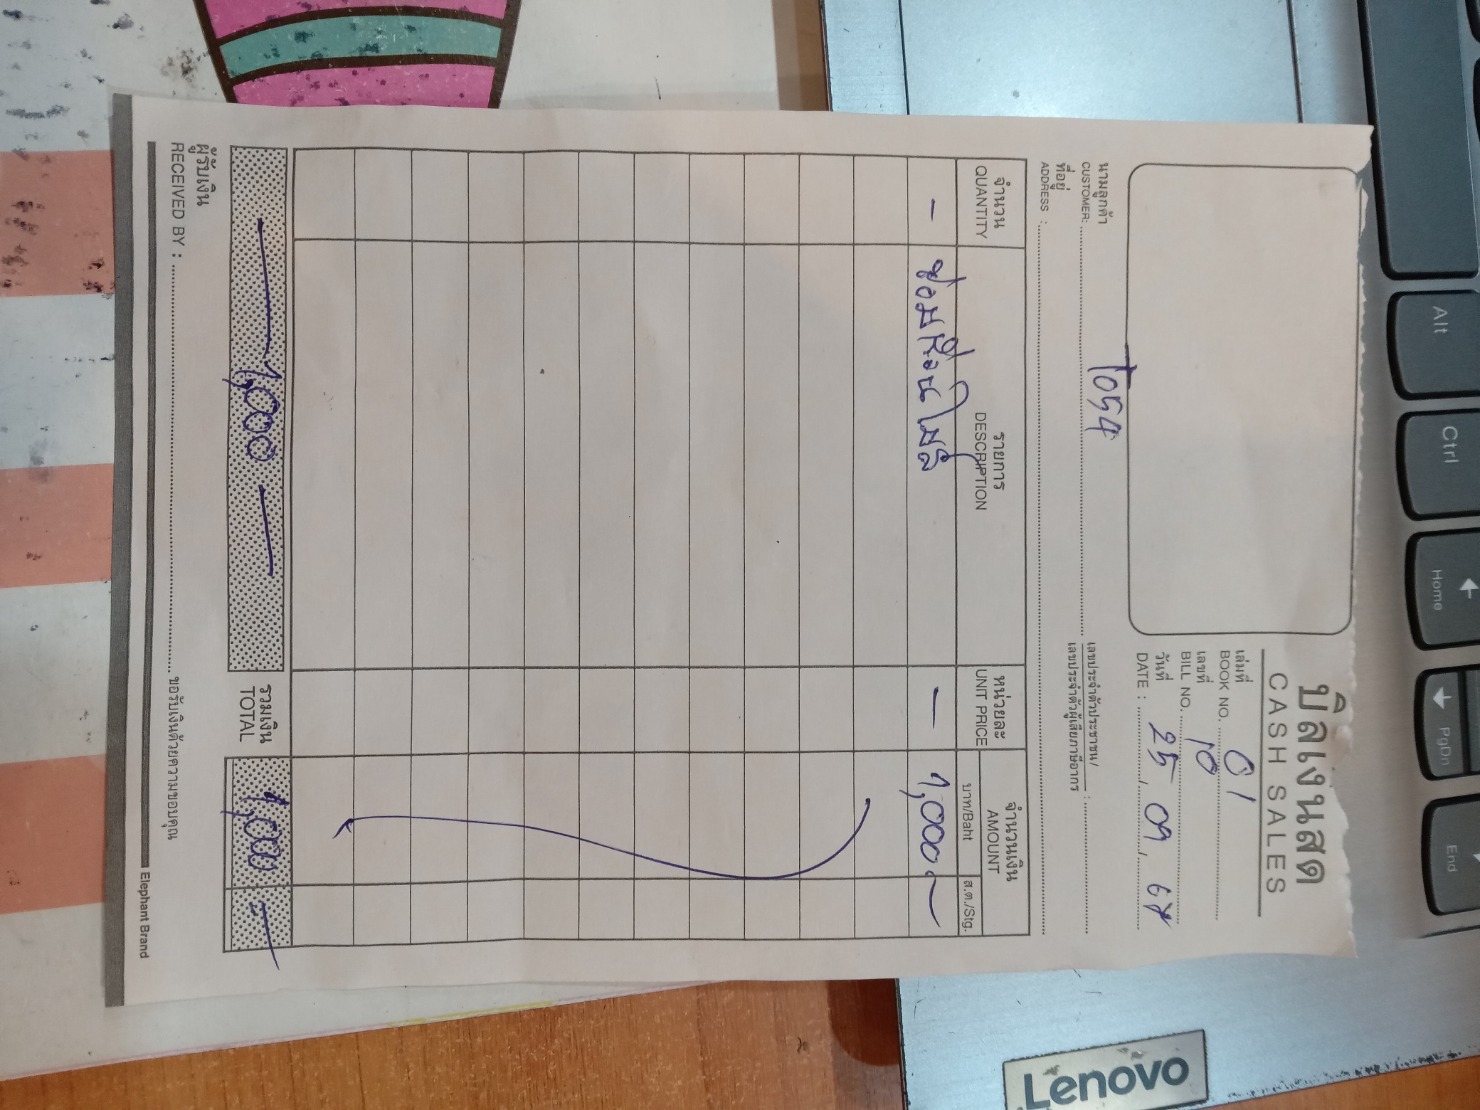 บิลเงินสด
CASH SALES
เล่มที่
BOOK NO. 01
เลขที่
BILL NO. 10
วันที่
DATE : 25 / 09 / 67
นามลูกค้า
CUSTOMER:
เลขประจำตัวประชาชน/
เลขประจำตัวผู้เสียภาษีอากร :
ที่อยู่
ADDRESS :
จำนวน รายการ หน่วยละ จำนวนเงิน
QUANTITY DESCRIPTION UNIT PRICE AMOUNT
บาท/Baht ส.ต./Stg.
- ซ่อม - 1,000.-
รวมเงิน
1,000 TOTAL 1,000 -
ผู้รับเงิน
RECEIVED BY : ขอรับเงินด้วยความขอบคุณ
Elephant Brand
Alt
Ctrl
Home
PgDn
End
Lenovo